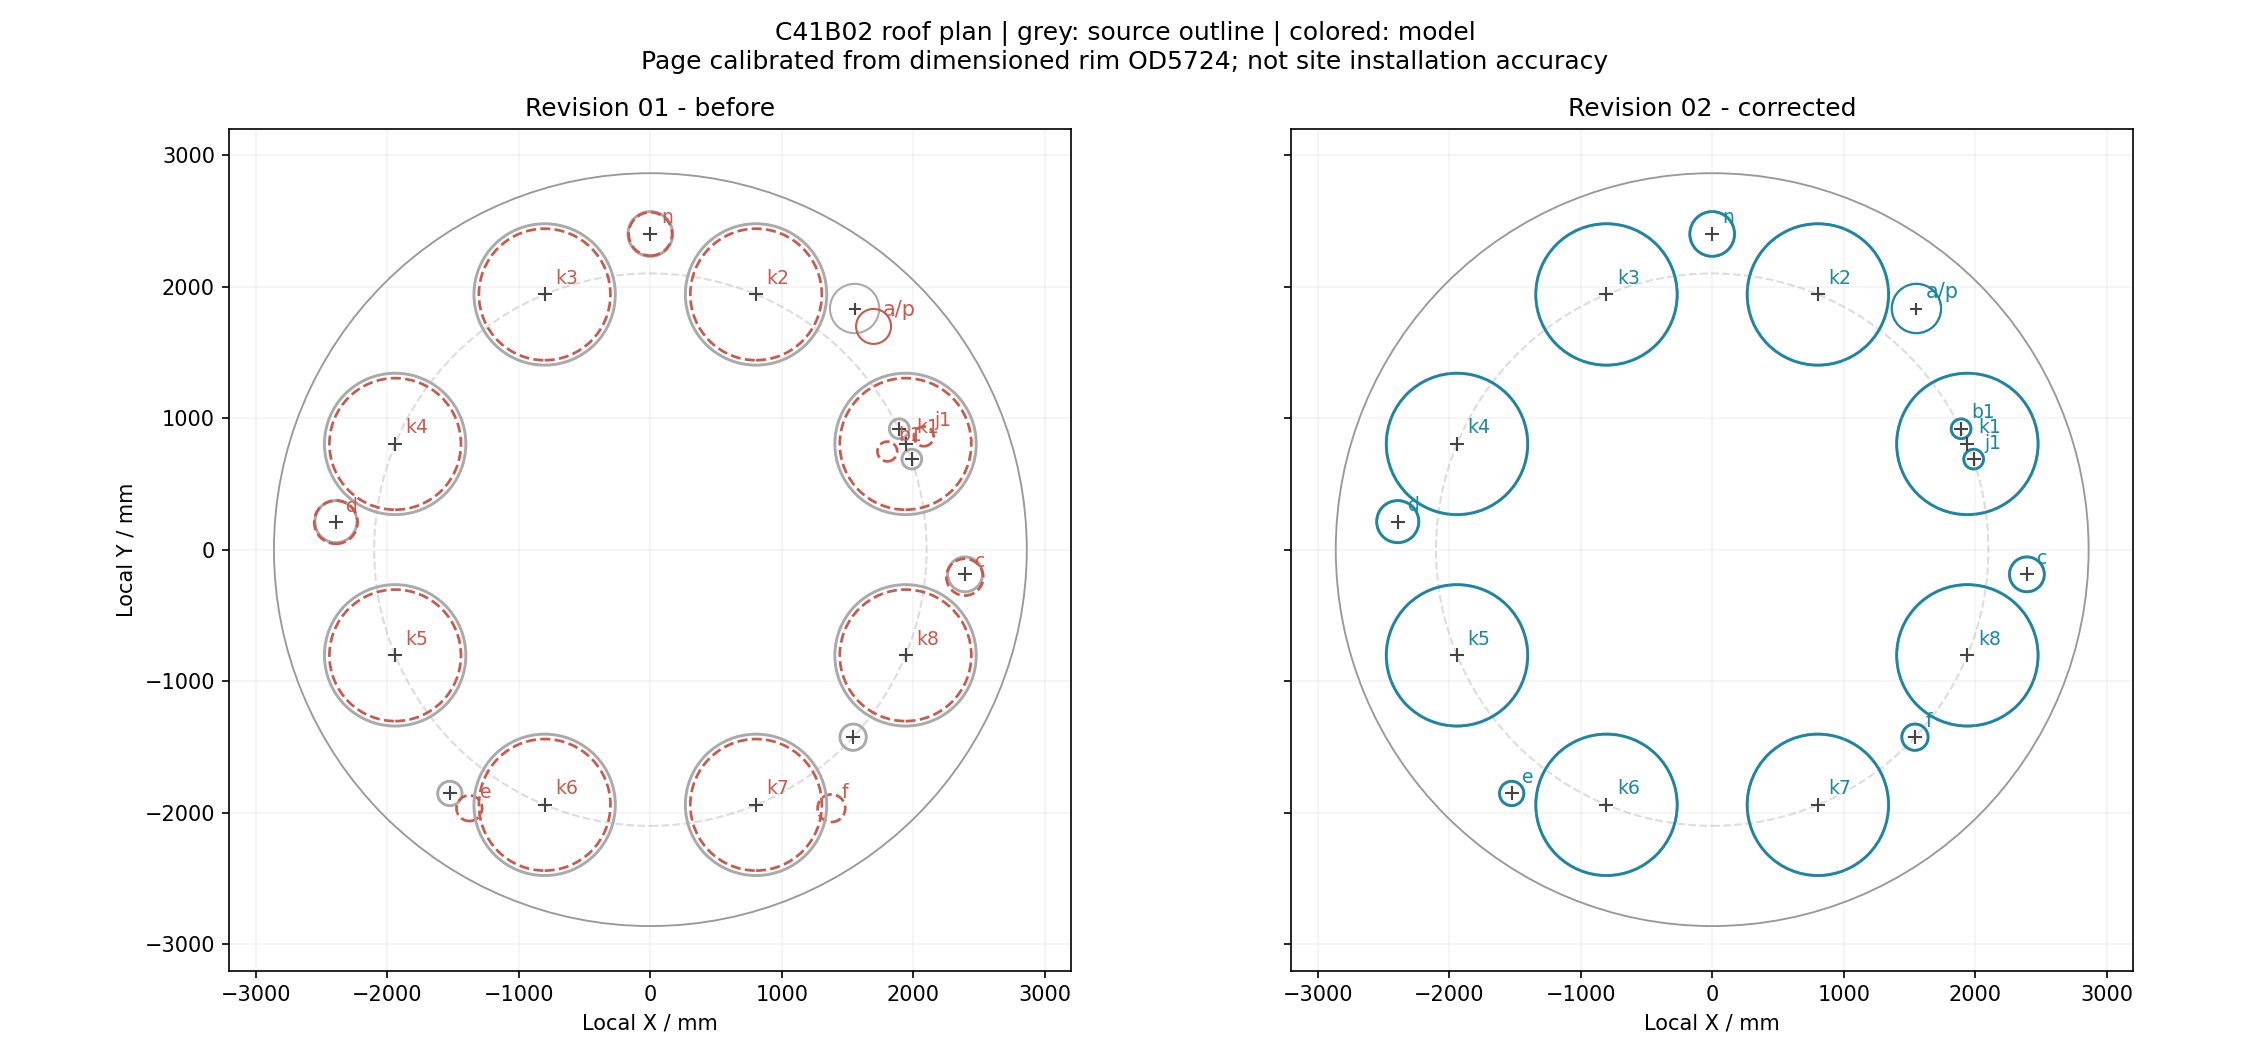 C41B02 roof plan | grey: source outline | colored: model
Page calibrated from dimensioned rim OD5724; not site installation accuracy
Revision 01 - before
3000
2000
1000
0
−1000
−2000
−3000
Local Y / mm
n
k3
k2
a/p
k4
j1
k1
b1
d
c
k5
k8
e
k6
k7
f
−3000
−2000
−1000
0
1000
2000
3000
Local X / mm
Revision 02 - corrected
n
k3
k2
a/p
b1
k4
k1
j1
d
c
k5
k8
f
e
k6
k7
−3000
−2000
−1000
0
1000
2000
3000
Local X / mm